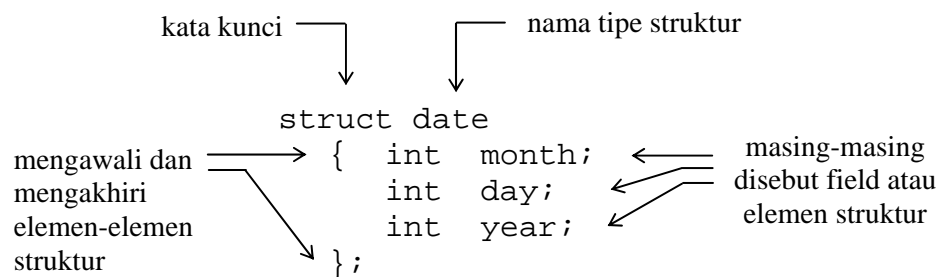 kata kunci
nama tipe struktur
struct date
{ int month;
int day;
int year;
};
mengawali dan
mengakhiri
elemen-elemen
struktur
masing-masing
disebut field atau
elemen struktur